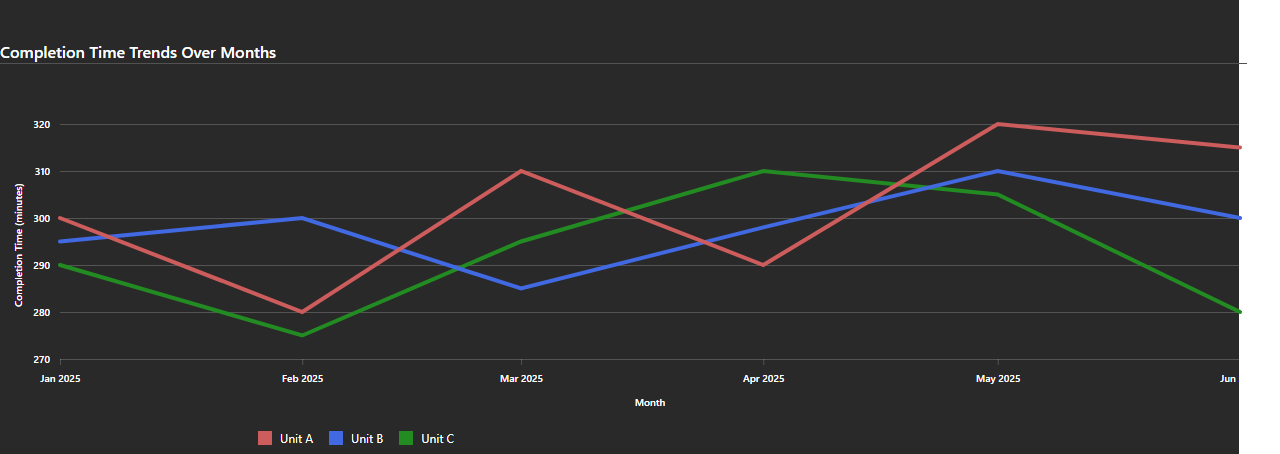 Completion Time Trends Over Months
320
310
300
290
280
270
Completion Time (minutes)
Jan 2025 Feb 2025 Mar 2025 Apr 2025 May 2025 Jun
Month
Unit A Unit B Unit C